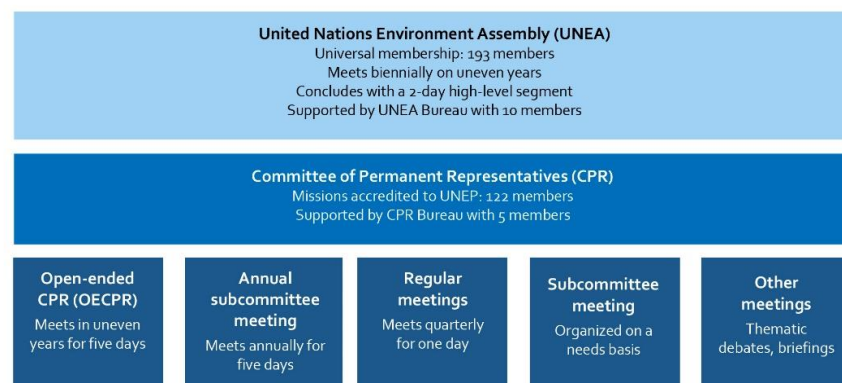 United Nations Environment Assembly (UNEA)
Universal membership: 193 members
Meets biennially on uneven years
Concludes with a 2-day high-level segment
Supported by UNEA Bureau with 10 members
Committee of Permanent Representatives (CPR)
Missions accredited to UNEP: 122 members
Supported by CPR Bureau with 5 members
Open-ended
CPR (OECPR)
Meets in uneven
years for five days
Annual
subcommittee
meeting
Meets annually for
five days
Regular
meetings
Meets quarterly
for one day
Subcommittee
meeting
Organized on a
needs basis
Other
meetings
Thematic
debates, briefings